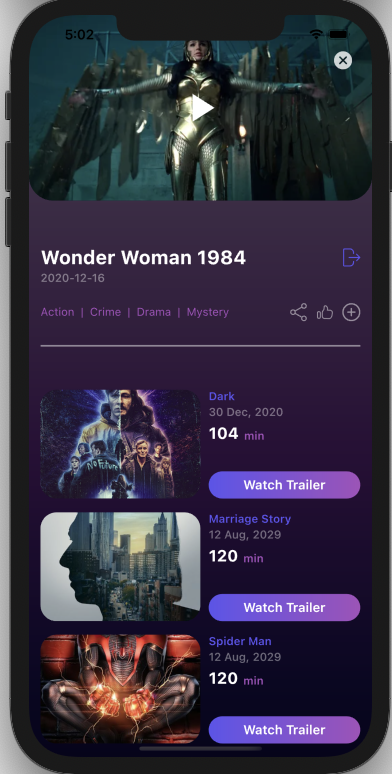 5:02
Wonder Woman 1984
2020-12-16
Action | Crime | Drama | Mystery
Dark
30 Dec, 2020
104 min
No Future
Watch Trailer
Marriage Story
12 Aug, 2029
120 min
Watch Trailer
Spider Man
12 Aug, 2029
120 min
Watch Trailer